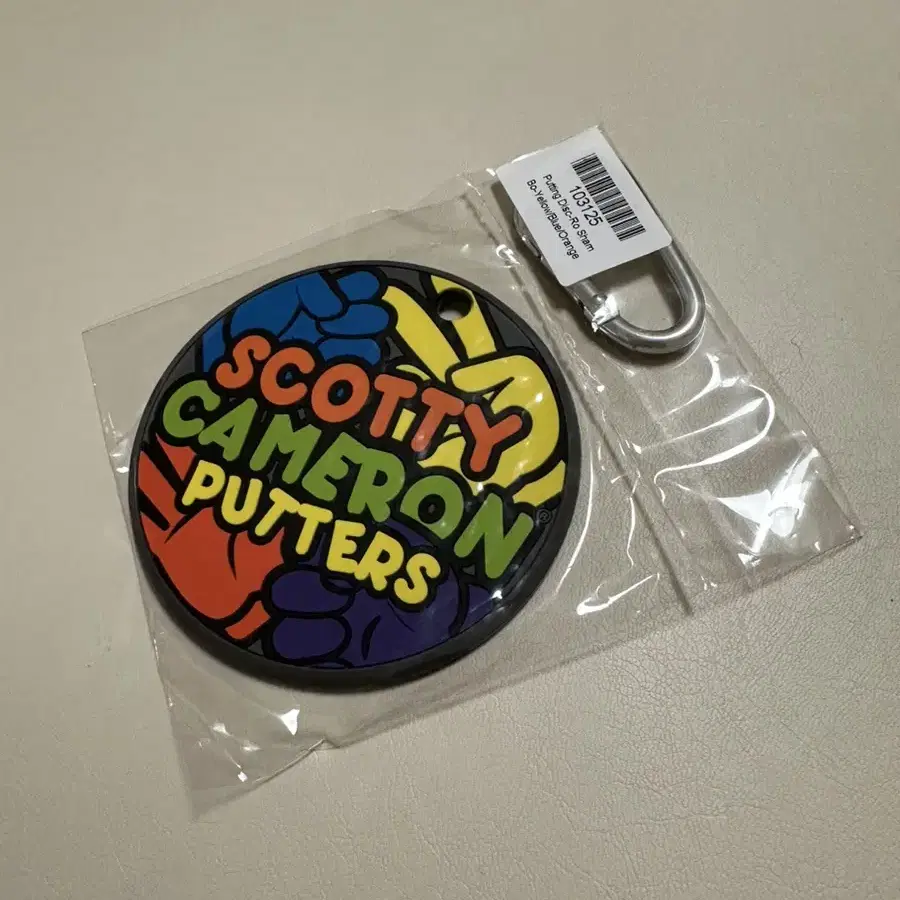 SCOTTY
CAMERON
PUTTERS
®
103125
Putting Disc-Ro Sham
Bo-Yellow/Blue/Orange